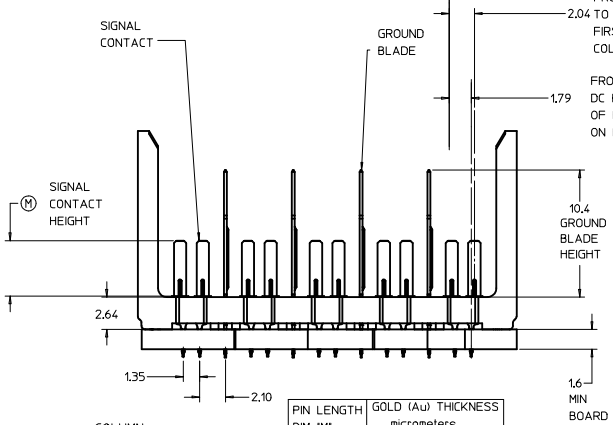 SIGNAL
CONTACT
GROUND
BLADE
2.04
TO
FIRS
COL
FRO
DC
OF
ON
1.79
M
SIGNAL
CONTACT
HEIGHT
10.4
GROUND
BLADE
HEIGHT
2.64
1.35
2.10
1.6
MIN
BOARD
PIN LENGTH
GOLD (Au) THICKNESS
micrometers